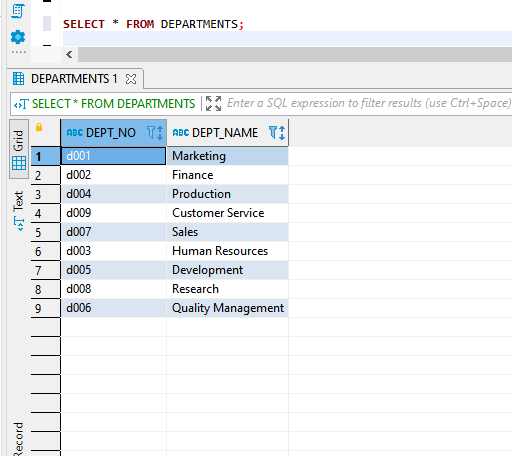 SELECT * FROM DEPARTMENTS;
DEPARTMENTS 1
SELECT * FROM DEPARTMENTS Enter a SQL expression to filter results (use Ctrl+Space)
Grid
Text
Record
ABC DEPT_NO ABC DEPT_NAME
1 d001 Marketing
2 d002 Finance
3 d004 Production
4 d009 Customer Service
5 d007 Sales
6 d003 Human Resources
7 d005 Development
8 d008 Research
9 d006 Quality Management